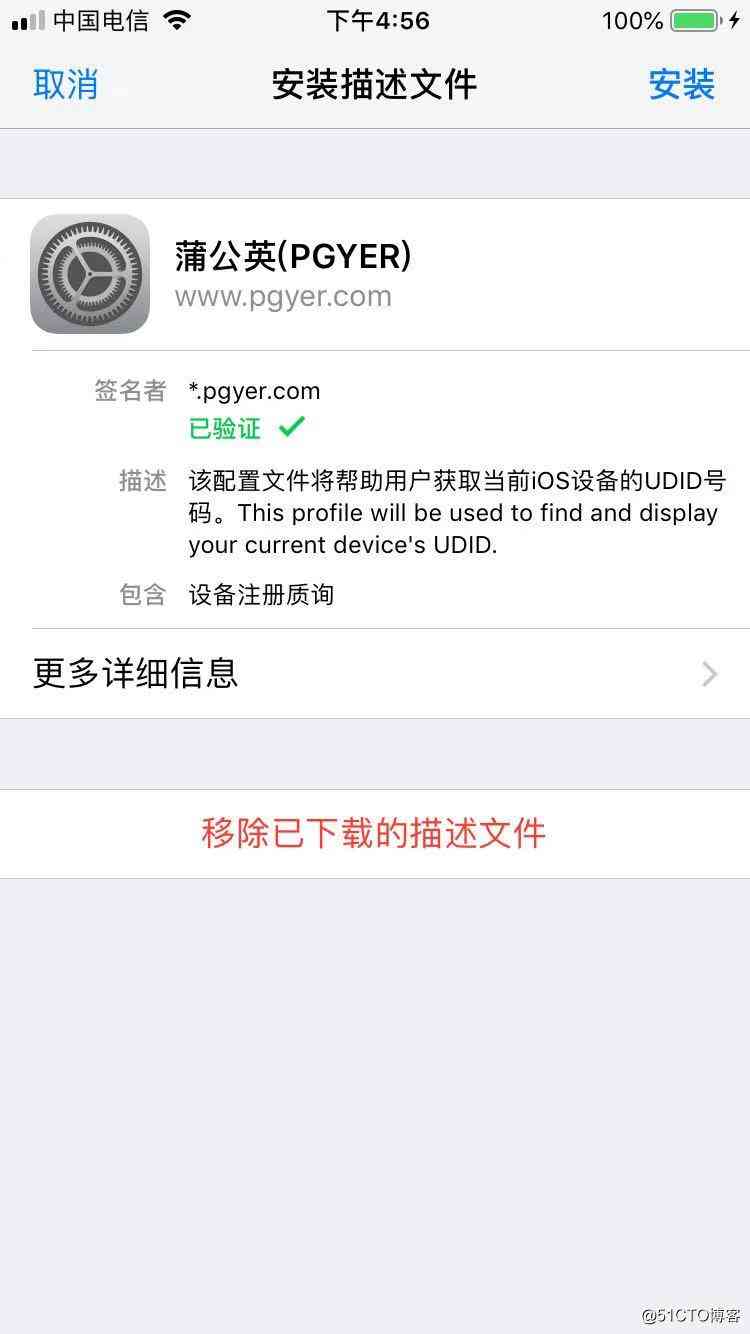 中国电信 下午4:56 100%
取消 安装描述文件 安装
蒲公英(PGYER)
www.pgyer.com
签名者 *.pgyer.com
已验证
描述 该配置文件将帮助用户获取当前iOS设备的UDID号
码。This profile will be used to find and display
your current device's UDID.
包含 设备注册质询
更多详细信息
移除已下载的描述文件
@51CTO博客